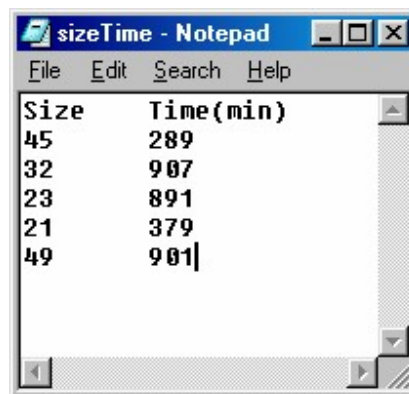 sizeTime - Notepad
File Edit Search Help
Size Time(min)
45 289
32 907
23 891
21 379
49 901